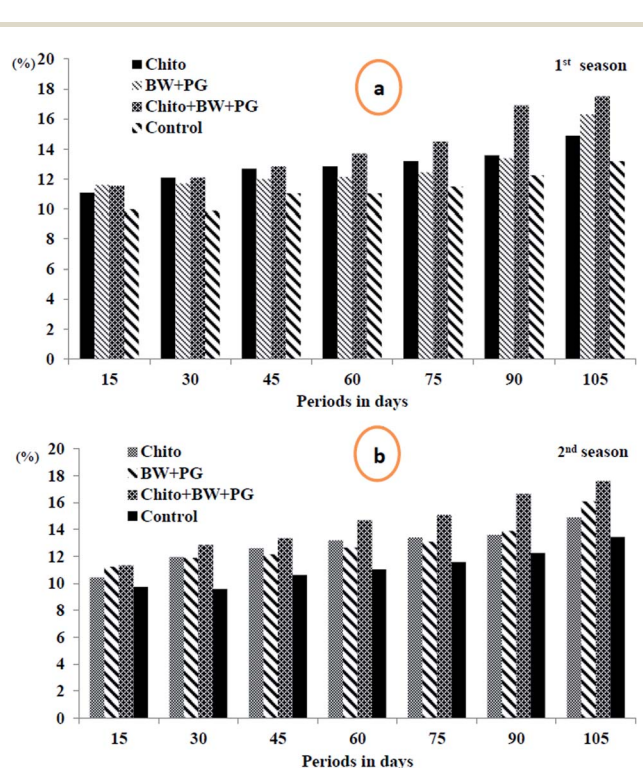 (%) 20
18
16
14
12
10
8
6
4
2
0
Chito
BW+PG
Chito+BW+PG
Control
a
1st season
15 30 45 60 75 90 105
Periods in days
(%) 20
18
16
14
12
10
8
6
4
2
0
Chito
BW+PG
Chito+BW+PG
Control
b
2nd season
15 30 45 60 75 90 105
Periods in days